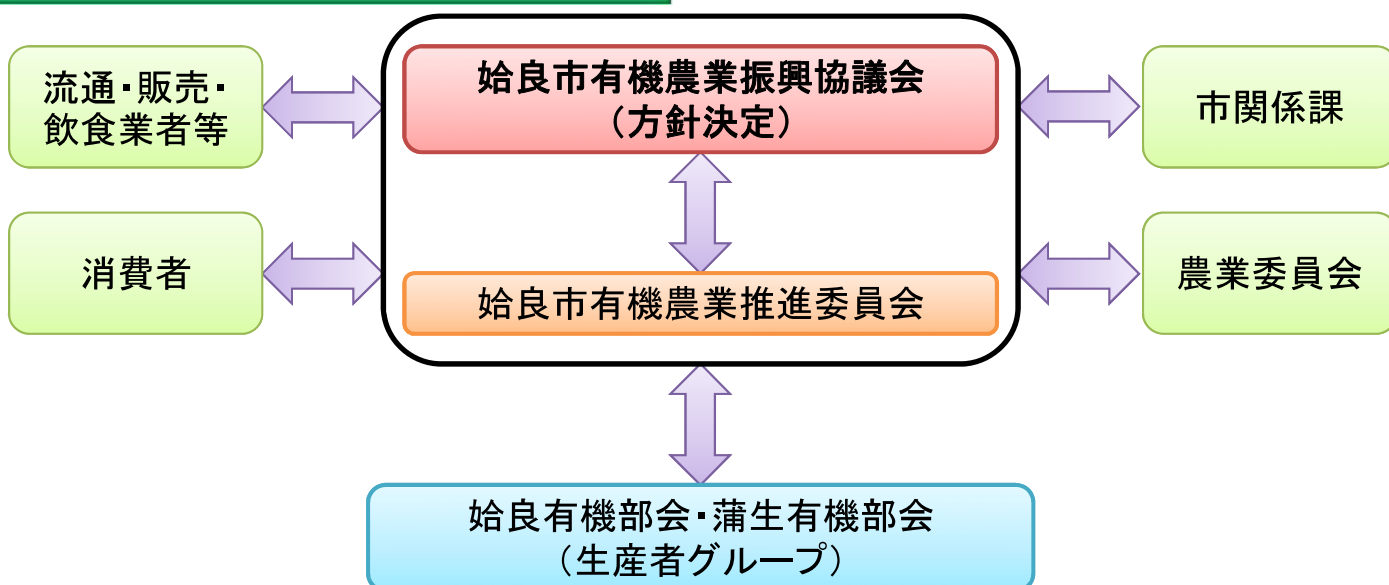 流通・販売・
飲食業者等
始良市有機農業振興協議会
（方針決定）
市関係課
消費者
始良市有機農業推進委員会
農業委員会
始良有機部会・蒲生有機部会
（生産者グループ）